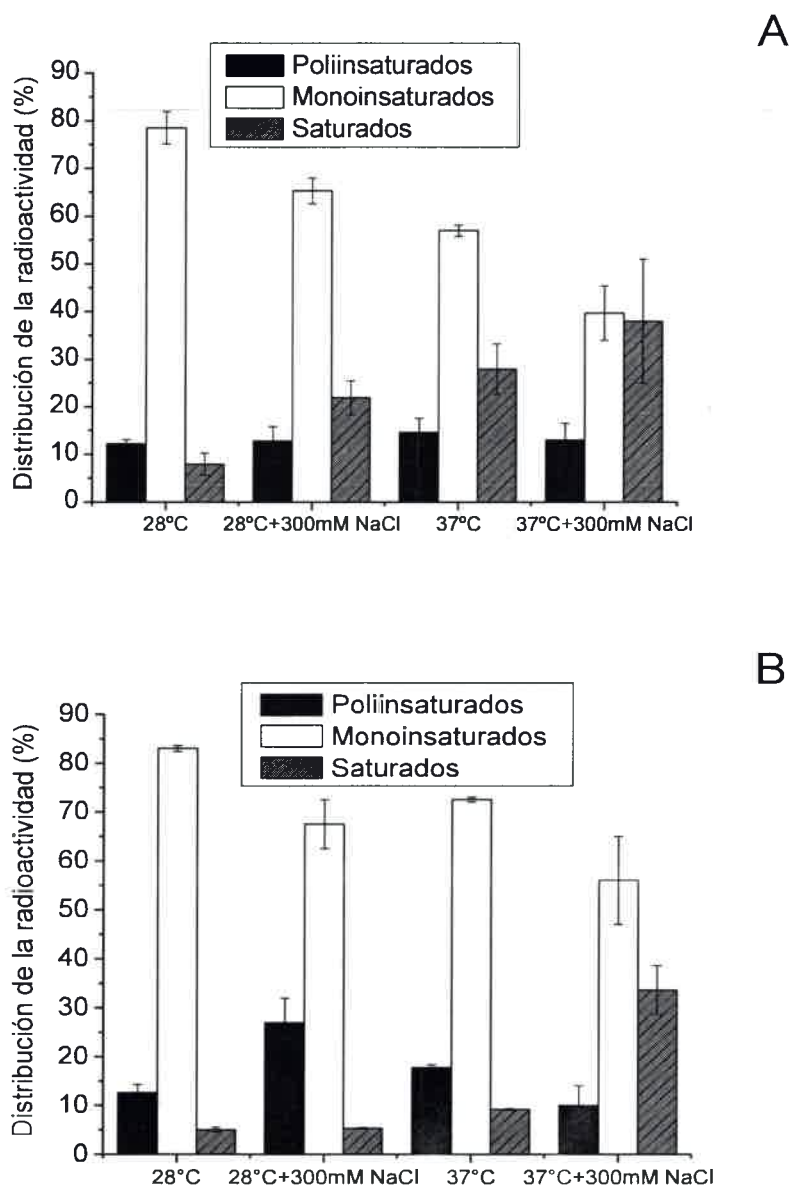 A
Poliinsaturados
Monoinsaturados
Saturados
Distribución de la radioactividad (%)
90
80
70
60
50
40
30
20
10
0
28ºC 28ºC+300mM NaCl 37ºC 37ºC+300mM NaCl
B
Poliinsaturados
Monoinsaturados
Saturados
Distribución de la radioactividad (%)
90
80
70
60
50
40
30
20
10
0
28°C 28°C+300mM NaCl 37°C 37°C+300mM NaCl